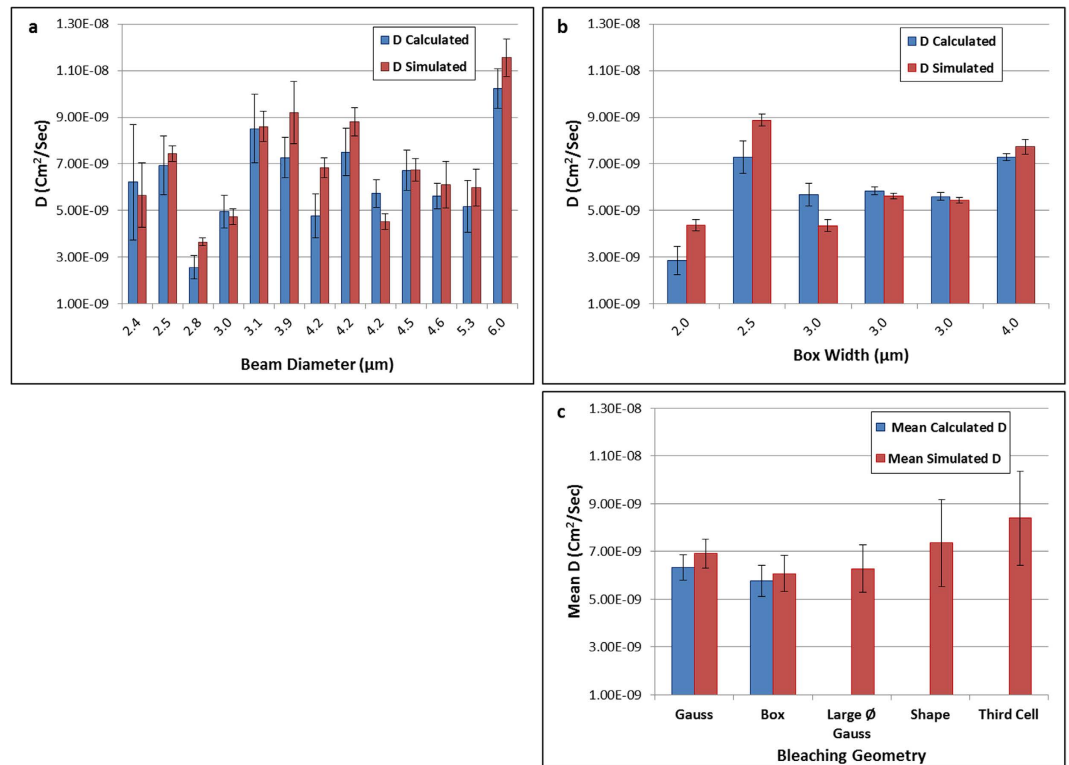 a
D Calculated
D Simulated
D (Cm²/Sec)
1.30E-08
1.10E-08
9.00E-09
7.00E-09
5.00E-09
3.00E-09
1.00E-09
2.4 2.5 2.8 3.0 3.1 3.9 4.2 4.2 4.2 4.5 4.6 5.3 6.0
Beam Diameter (µm)
b
D Calculated
D Simulated
D (Cm²/Sec)
1.30E-08
1.10E-08
9.00E-09
7.00E-09
5.00E-09
3.00E-09
1.00E-09
2.0 2.5 3.0 3.0 3.0 4.0
Box Width (µm)
c
Mean Calculated D
Mean Simulated D
Mean D (Cm²/Sec)
1.30E-08
1.10E-08
9.00E-09
7.00E-09
5.00E-09
3.00E-09
1.00E-09
Gauss Box Large Ø Shape Third Cell
Gauss
Bleaching Geometry